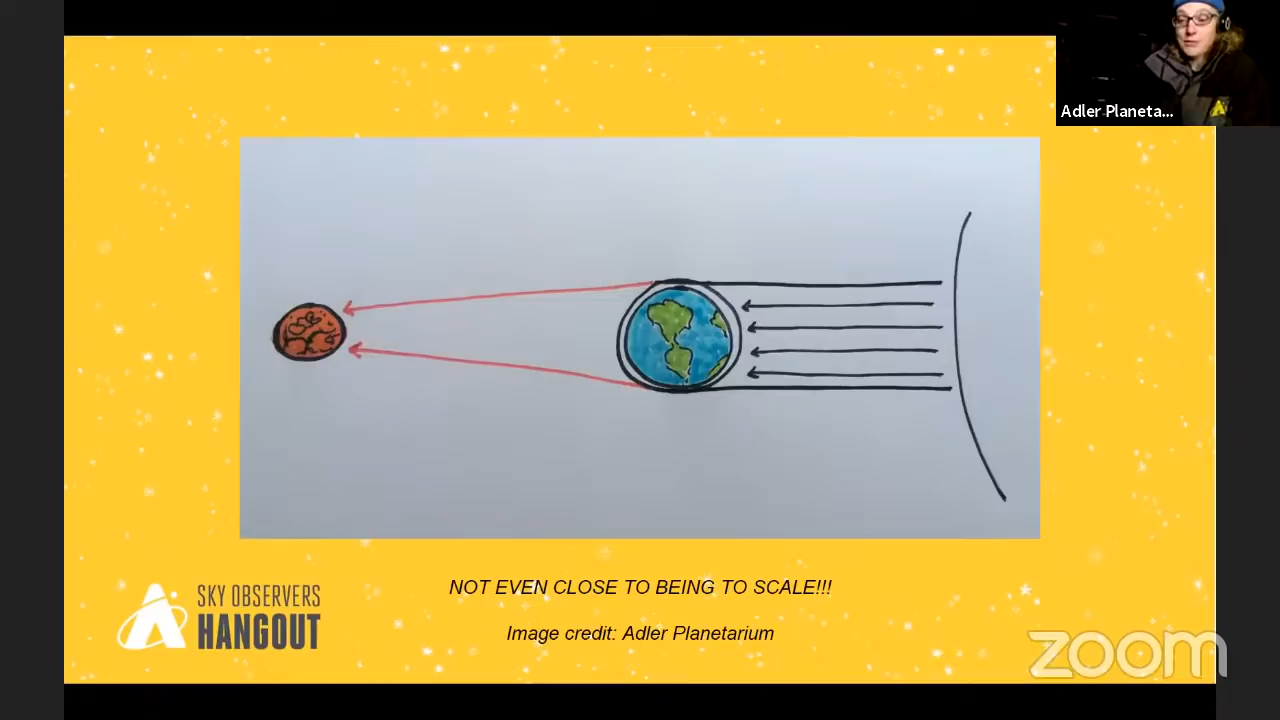 Adler Planeta...
NOT EVEN CLOSE TO BEING TO SCALE!!!
SKY OBSERVERS
HANGOUT
Image credit: Adler Planetarium
zoom